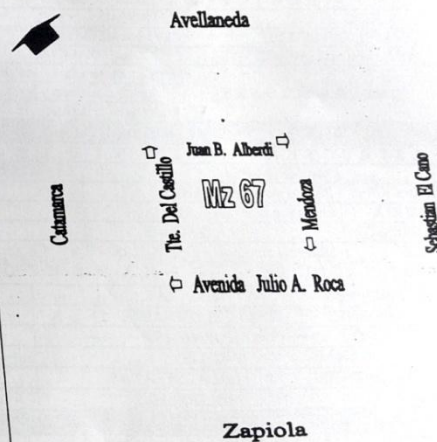 Avellaneda
Juan B. Alberdi
Catamarca
Tte. Del Castillo
Mz 67
Mendoza
Sebastian El Cano
Avenida Julio A. Roca
Zapiola